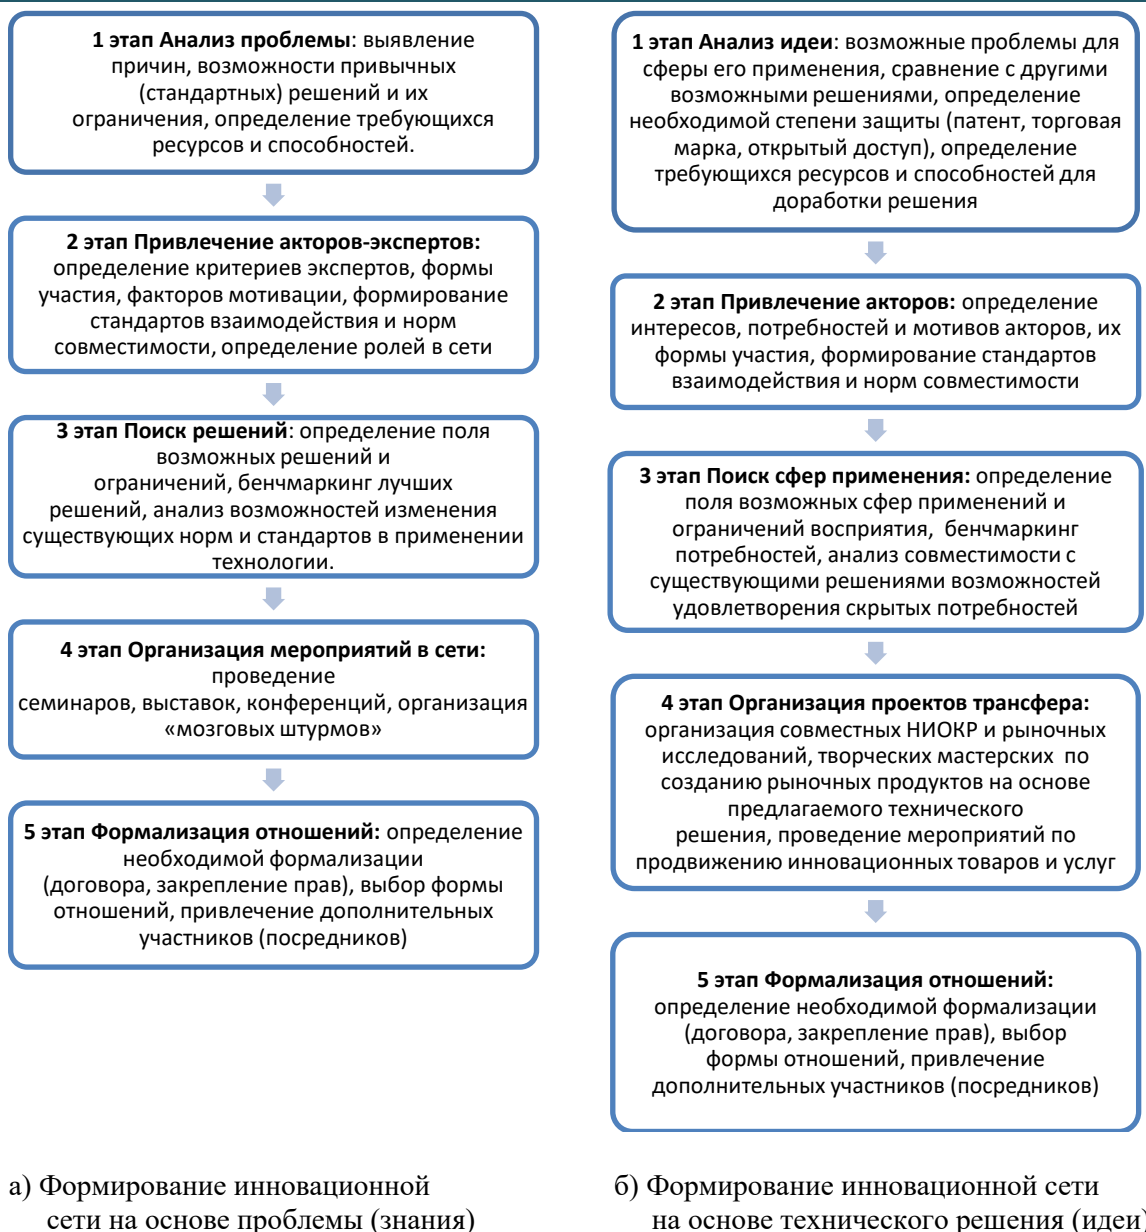 1 этап Анализ проблемы: выявление
причин, возможности привычных
(стандартных) решений и их
ограничения, определение требующихся
ресурсов и способностей.
2 этап Привлечение акторов-экспертов:
определение критериев экспертов, формы
участия, факторов мотивации, формирование
стандартов взаимодействия и норм
совместимости, определение ролей в сети
3 этап Поиск решений: определение поля
возможных решений и
ограничений, бенчмаркинг лучших
решений, анализ возможностей изменения
существующих норм и стандартов в применении
технологии.
4 этап Организация мероприятий в сети:
проведение
семинаров, выставок, конференций, организация
«мозговых штурмов»
5 этап Формализация отношений: определение
необходимой формализации
(договора, закрепление прав), выбор формы
отношений, привлечение дополнительных
участников (посредников)
а) Формирование инновационной
сети на основе проблемы (знания)
1 этап Анализ идеи: возможные проблемы для
сферы его применения, сравнение с другими
возможными решениями, определение
необходимой степени защиты (патент, торговая
марка, открытый доступ), определение
требующихся ресурсов и способностей для
доработки решения
2 этап Привлечение акторов: определение
интересов, потребностей и мотивов акторов, их
формы участия, формирование стандартов
взаимодействия и норм совместимости
3 этап Поиск сфер применения: определение
поля возможных сфер применений и
ограничений восприятия, бенчмаркинг
потребностей, анализ совместимости с
существующими решениями возможностей
удовлетворения скрытых потребностей
4 этап Организация проектов трансфера:
организация совместных НИОКР и рыночных
исследований, творческих мастерских по
созданию рыночных продуктов на основе
предлагаемого технического
решения, проведение мероприятий по
продвижению инновационных товаров и услуг
5 этап Формализация отношений:
определение необходимой формализации
(договора, закрепление прав), выбор
формы отношений, привлечение
дополнительных участников (посредников)
б) Формирование инновационной сети
на основе технического решения (идеи)